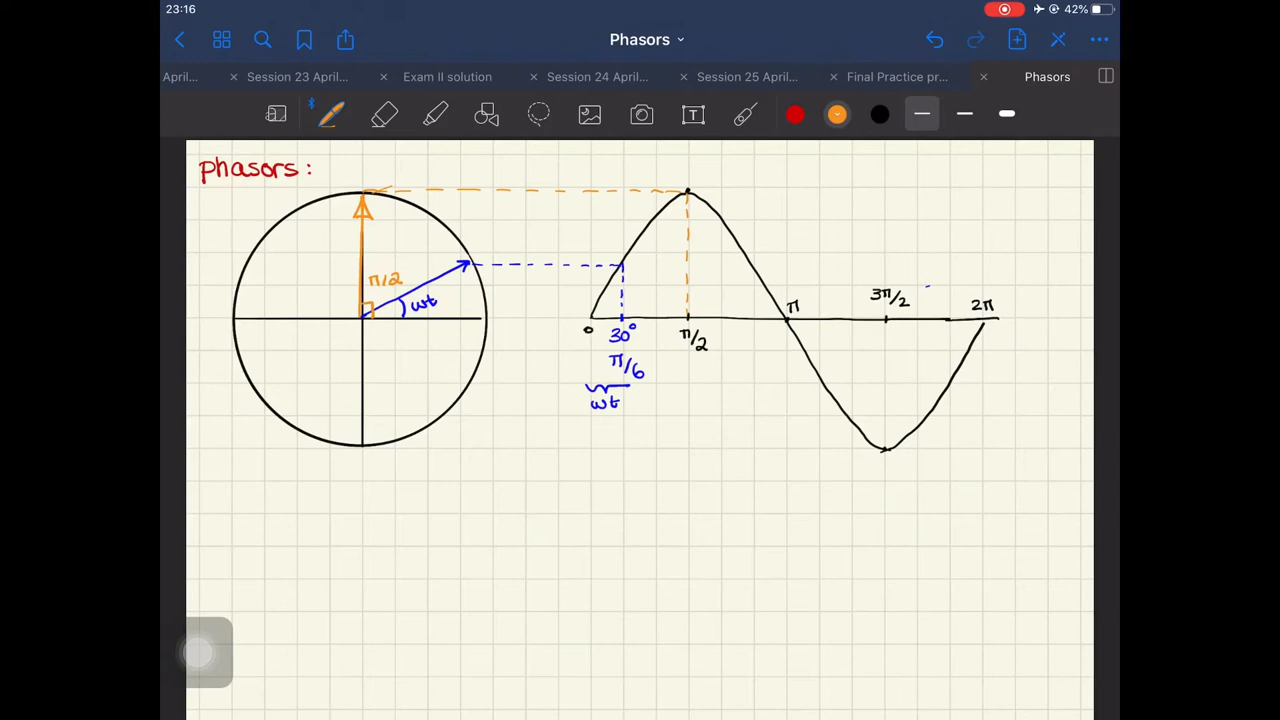 23:16
42%
Phasors
April...
Session 23 April...
Exam II solution
Session 24 April...
Session 25 April...
Final Practice pr...
Phasors
T
phasors:
π/2
ωt
0
30°
π/6
ωt
π/2
π
3π/2
2π